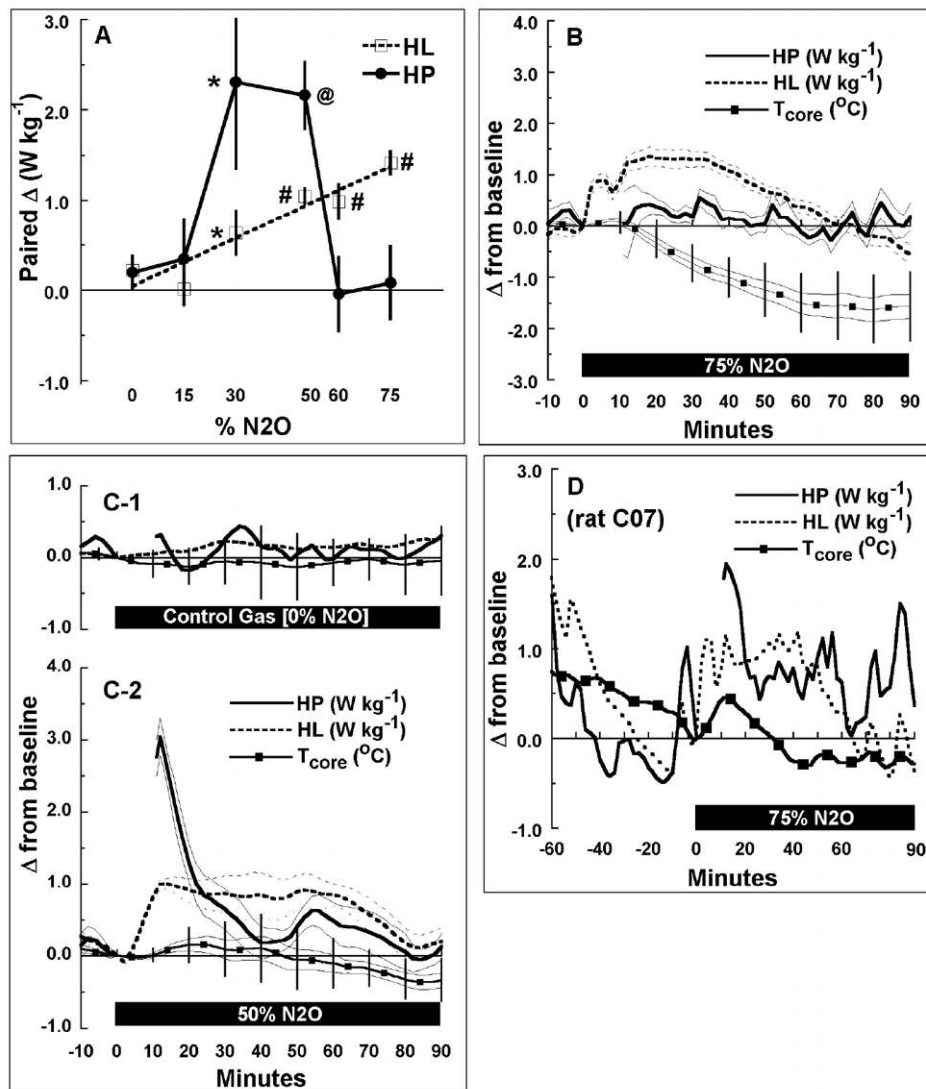 A
HL
HP
3.0
2.0
1.0
0.0
-1.0
Paired Δ (W kg-1)
*
@
*
#
#
#
0 15 30 50 60 75
% N2O
B
HP (W kg-1)
HL (W kg-1)
Tcore (oC)
4.0
3.0
2.0
1.0
0.0
-1.0
-2.0
-3.0
Δ from baseline
75% N2O
-10 0 10 20 30 40 50 60 70 80 90
Minutes
C-1
1.0
0.0
-1.0
Control Gas [0% N2O]
C-2
4.0
3.0
2.0
1.0
0.0
-1.0
HP (W kg-1)
HL (W kg-1)
Tcore (oC)
Δ from baseline
50% N2O
-10 0 10 20 30 40 50 60 70 80 90
Minutes
D
(rat C07)
HP (W kg-1)
HL (W kg-1)
Tcore (oC)
3.0
2.0
1.0
0.0
-1.0
Δ from baseline
75% N2O
-60 -40 -20 0 20 40 60 90
Minutes